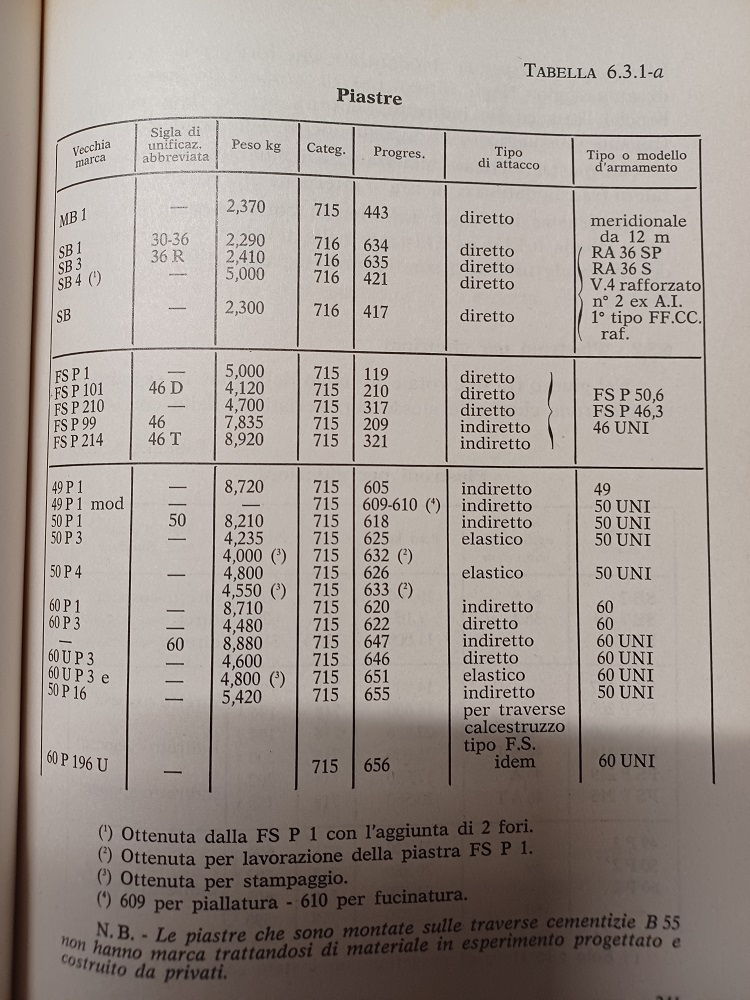 TABELLA 6.3.1-a
Piastre
Vecchia marca | Sigla di unificaz. abbreviata | Peso kg | Categ. | Progres. | Tipo di attacco | Tipo o modello d'armamento
MB 1 — 2,370 715 443 diretto meridionale
da 12 m
SB 1 30-36 2,290 716 634 diretto RA 36 SP
SB 3 36 R 2,410 716 635 diretto RA 36 S
SB 4 (¹) — 5,000 716 421 diretto V.4 rafforzato
n° 2 ex A.I.
SB — 2,300 716 417 diretto 1° tipo FF.CC.
raf.
FS P 1 — 5,000 715 119 diretto
FS P 101 46 D 4,120 715 210 diretto FS P 50,6
FS P 210 — 4,700 715 317 diretto FS P 46,3
FS P 99 46 7,835 715 209 indiretto 46 UNI
FS P 214 46 T 8,920 715 321 indiretto
49 P 1 — 8,720 715 605 indiretto 49
49 P 1 mod — — 715 609-610 (⁴) indiretto 50 UNI
50 P 1 50 8,210 715 618 indiretto 50 UNI
50 P 3 — 4,235 715 625 elastico 50 UNI
4,000 (³) 715 632 (²)
50 P 4 — 4,800 715 626 elastico 50 UNI
4,550 (³) 715 633 (²)
60 P 1 — 8,710 715 620 indiretto 60
60 P 3 — 4,480 715 622 diretto 60
— 60 8,880 715 647 indiretto 60 UNI
60 U P 3 — 4,600 715 646 diretto 60 UNI
60 U P 3 e — 4,800 (³) 715 651 elastico 60 UNI
50 P 16 — 5,420 715 655 indiretto 50 UNI
per traverse
calcestruzzo
tipo F.S.
60 P 196 U — 715 656 idem 60 UNI
(¹) Ottenuta dalla FS P 1 con l'aggiunta di 2 fori.
(²) Ottenuta per lavorazione della piastra FS P 1.
(³) Ottenuta per stampaggio.
(⁴) 609 per piallatura - 610 per fucinatura.
N. B. - Le piastre che sono montate sulle traverse cementizie B 55
non hanno marca trattandosi di materiale in esperimento progettato e
costruito da privati.